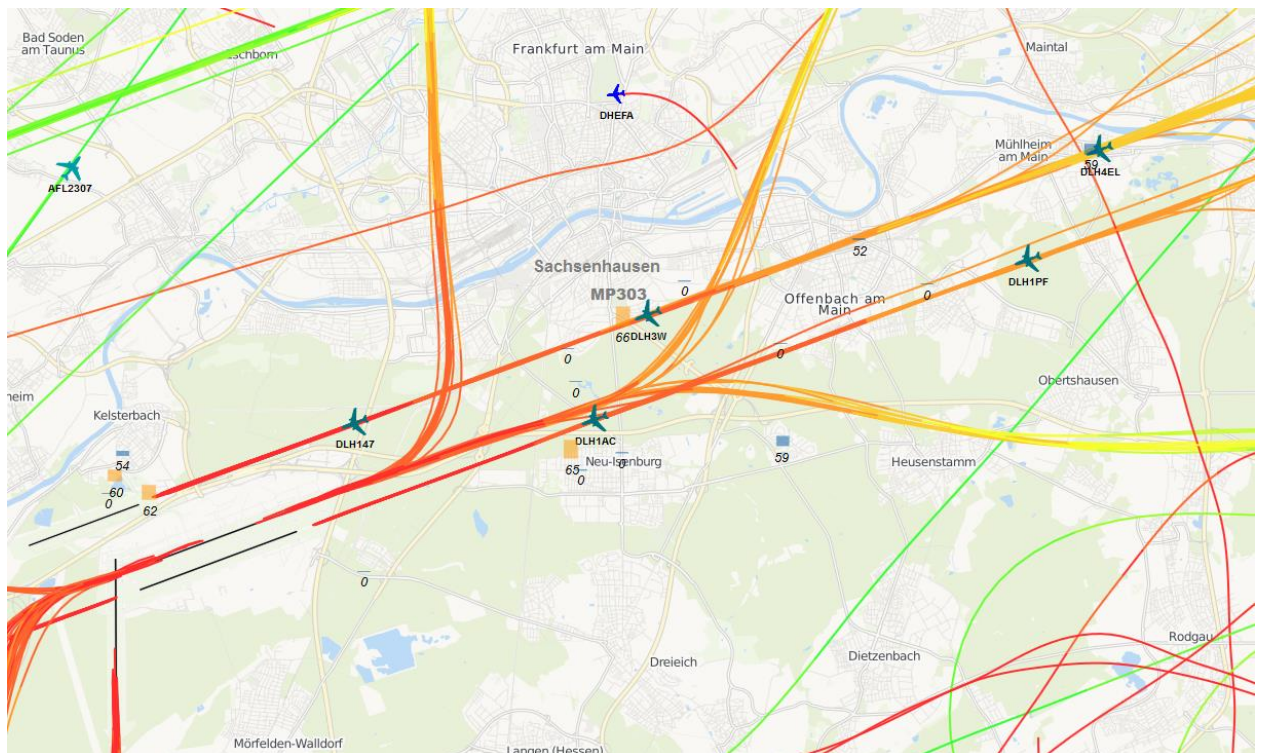 Bad Soden
am Taunus
schborn
Frankfurt am Main
Maintal
DHEFA
Mühlheim
am Main
59
DLH4EL
AFL2307
52
Sachsenhausen
MP303
0
DLH1PF
Offenbach am
Main
0
66
DLH3W
0
0
0
Obertshausen
heim
Kelsterbach
DLH147
DLH1AC
54
59
65
Neu-Isenburg
0
Heusenstamm
0
60
0
62
0
Rodgau
Dreieich
Dietzenbach
Mörfelden-Walldorf
Langen (Hessen)